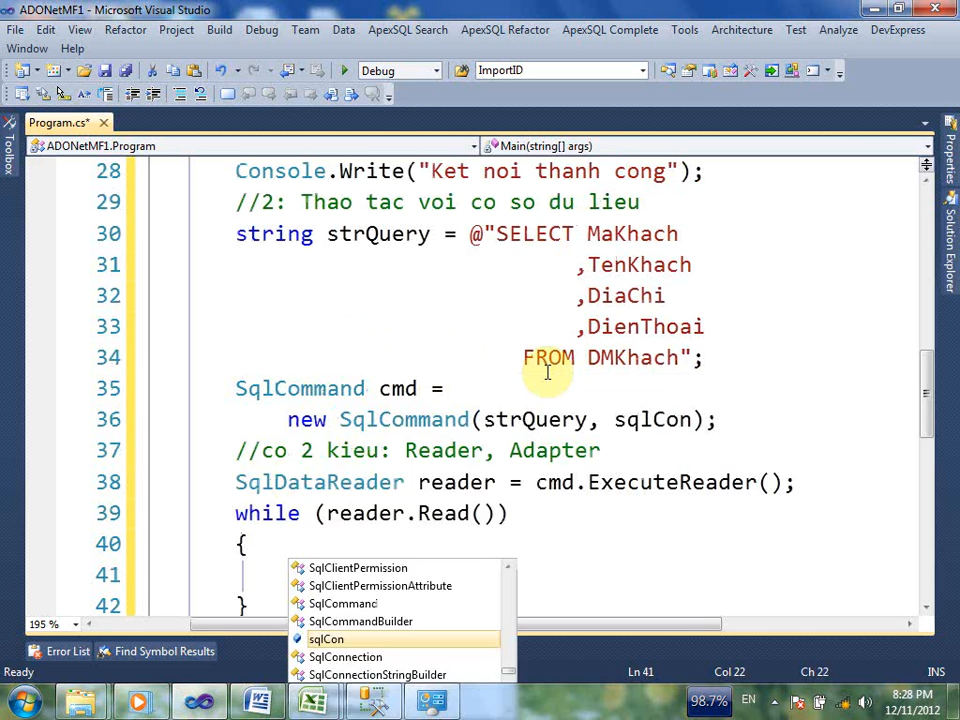 ADONetMF1 - Microsoft Visual Studio
File Edit View Refactor Project Build Debug Team Data ApexSQL Search ApexSQL Refactor ApexSQL Complete Tools Architecture Test Analyze DevExpress
Window Help
Debug ImportID
Program.cs*
ADONetMF1.Program Main(string[] args)
Toolbox
Properties
Solution Explorer
28 Console.Write("Ket noi thanh cong");
29 //2: Thao tac voi co so du lieu
30 string strQuery = @"SELECT MaKhach
31 ,TenKhach
32 ,DiaChi
33 ,DienThoai
34 FROM DMKhach";
35 SqlCommand cmd =
36 new SqlCommand(strQuery, sqlCon);
37 //co 2 kieu: Reader, Adapter
38 SqlDataReader reader = cmd.ExecuteReader();
39 while (reader.Read())
40 {
41
42 }
SqlClientPermission
SqlClientPermissionAttribute
SqlCommand
SqlCommandBuilder
sqlCon
SqlConnection
SqlConnectionStringBuilder
195 %
Error List Find Symbol Results
Ready Ln 41 Col 22 Ch 22 INS
98.7% EN 8:28 PM
12/11/2012